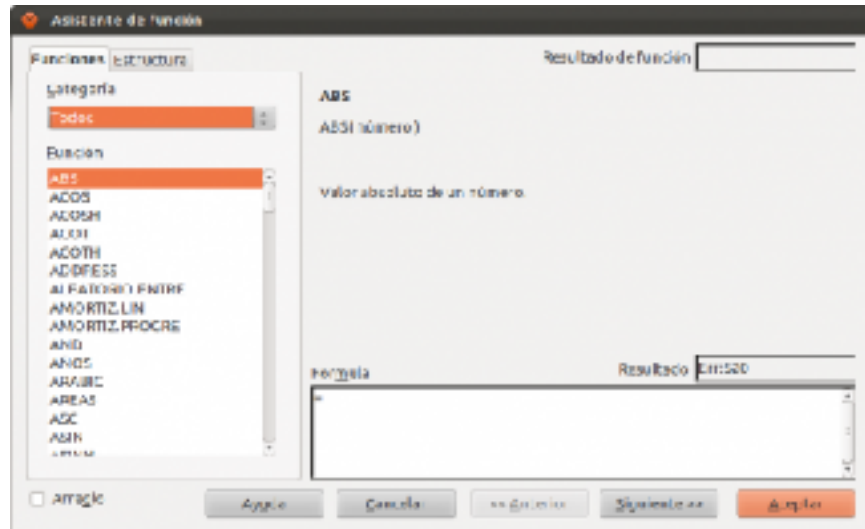 Asistente de función
Funciones Estructura
Resultado de función
Categoría
Todos
Función
ABS
ACOS
ACOSH
ACOT
ACOTH
ADDRESS
ALEATORIO.ENTRE
AMORTIZ.LIN
AMORTIZ.PROGRE
AND
AÑOS
ARABIC
AREAS
ASC
ASIN
ABS
ABS( número )
Valor absoluto de un número.
Fórmula
Resultado Err:520
=
Arreglo
Ayuda
Cancelar
<< Anterior
Siguiente >>
Aceptar